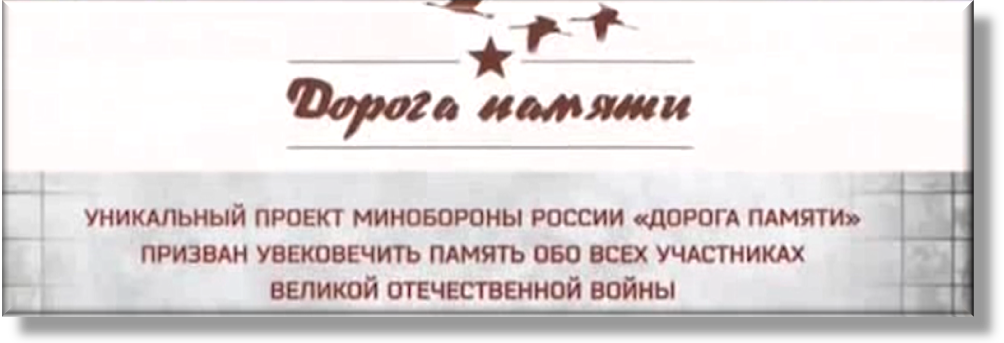 Дорога памяти
УНИКАЛЬНЫЙ ПРОЕКТ МИНОБОРОНЫ РОССИИ «ДОРОГА ПАМЯТИ»
ПРИЗВАН УВЕКОВЕЧИТЬ ПАМЯТЬ ОБО ВСЕХ УЧАСТНИКАХ
ВЕЛИКОЙ ОТЕЧЕСТВЕННОЙ ВОЙНЫ